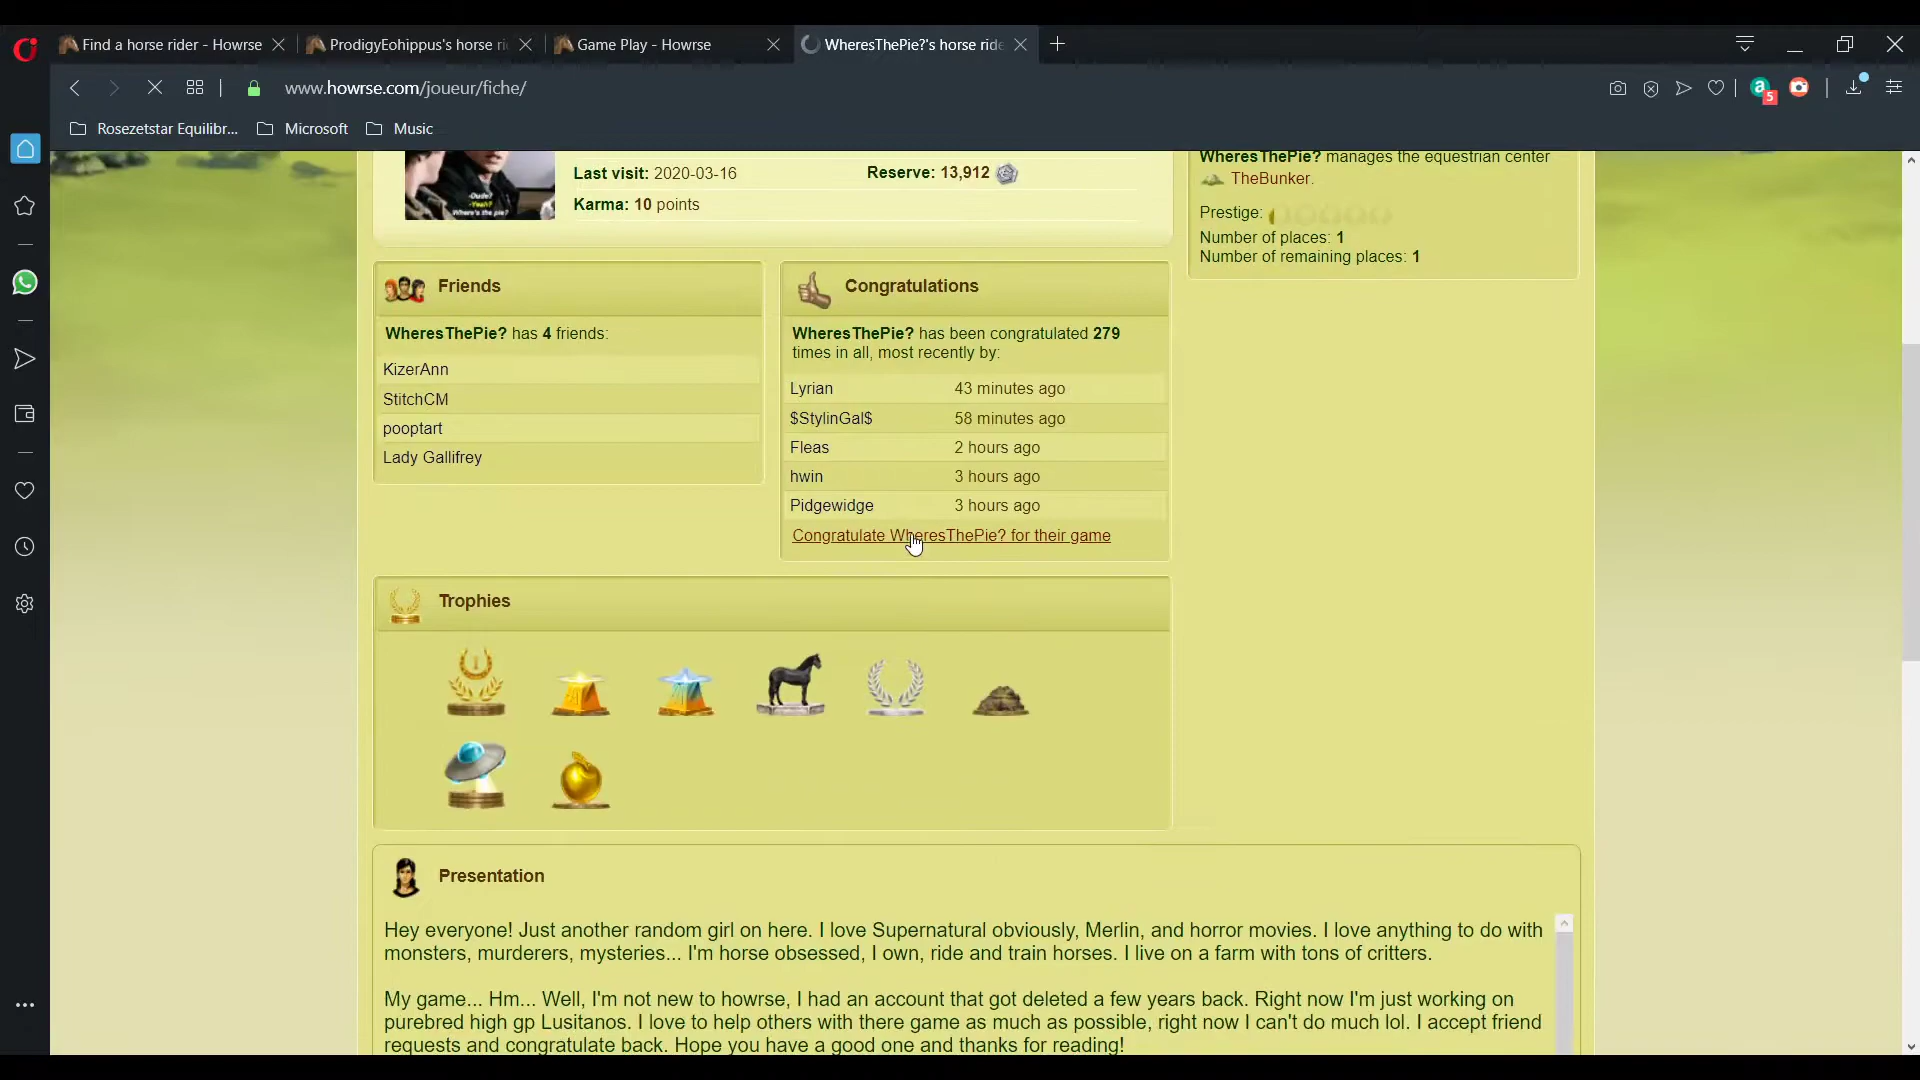 Find a horse rider - Howrse
ProdigyEohippus's horse ri
Game Play - Howrse
WheresThePie?'s horse ride
www.howrse.com/joueur/fiche/
5
Rosezetstar Equilibr...
Microsoft
Music
-Dude?
-Yeah?
Where's the pie?
Last visit: 2020-03-16
Reserve: 13,912
Karma: 10 points
WheresThePie? manages the equestrian center
TheBunker.
Prestige:
Number of places: 1
Number of remaining places: 1
Friends
WheresThePie? has 4 friends:
KizerAnn
StitchCM
pooptart
Lady Gallifrey
Congratulations
WheresThePie? has been congratulated 279
times in all, most recently by:
Lyrian 43 minutes ago
$StylinGal$ 58 minutes ago
Fleas 2 hours ago
hwin 3 hours ago
Pidgewidge 3 hours ago
Congratulate WheresThePie? for their game
Trophies
Presentation
Hey everyone! Just another random girl on here. I love Supernatural obviously, Merlin, and horror movies. I love anything to do with
monsters, murderers, mysteries... I'm horse obsessed, I own, ride and train horses. I live on a farm with tons of critters.
My game... Hm... Well, I'm not new to howrse, I had an account that got deleted a few years back. Right now I'm just working on
purebred high gp Lusitanos. I love to help others with there game as much as possible, right now I can't do much lol. I accept friend
requests and congratulate back. Hope you have a good one and thanks for reading!